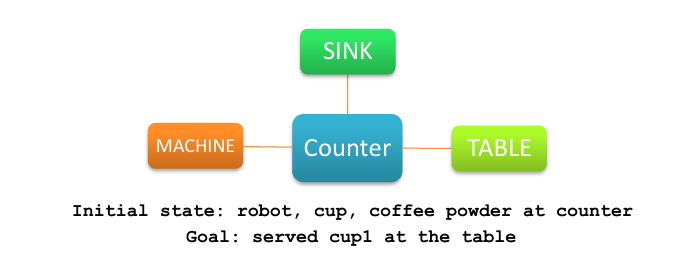 SINK
MACHINE
Counter
TABLE
Initial state: robot, cup, coffee powder at counter
Goal: served cup1 at the table